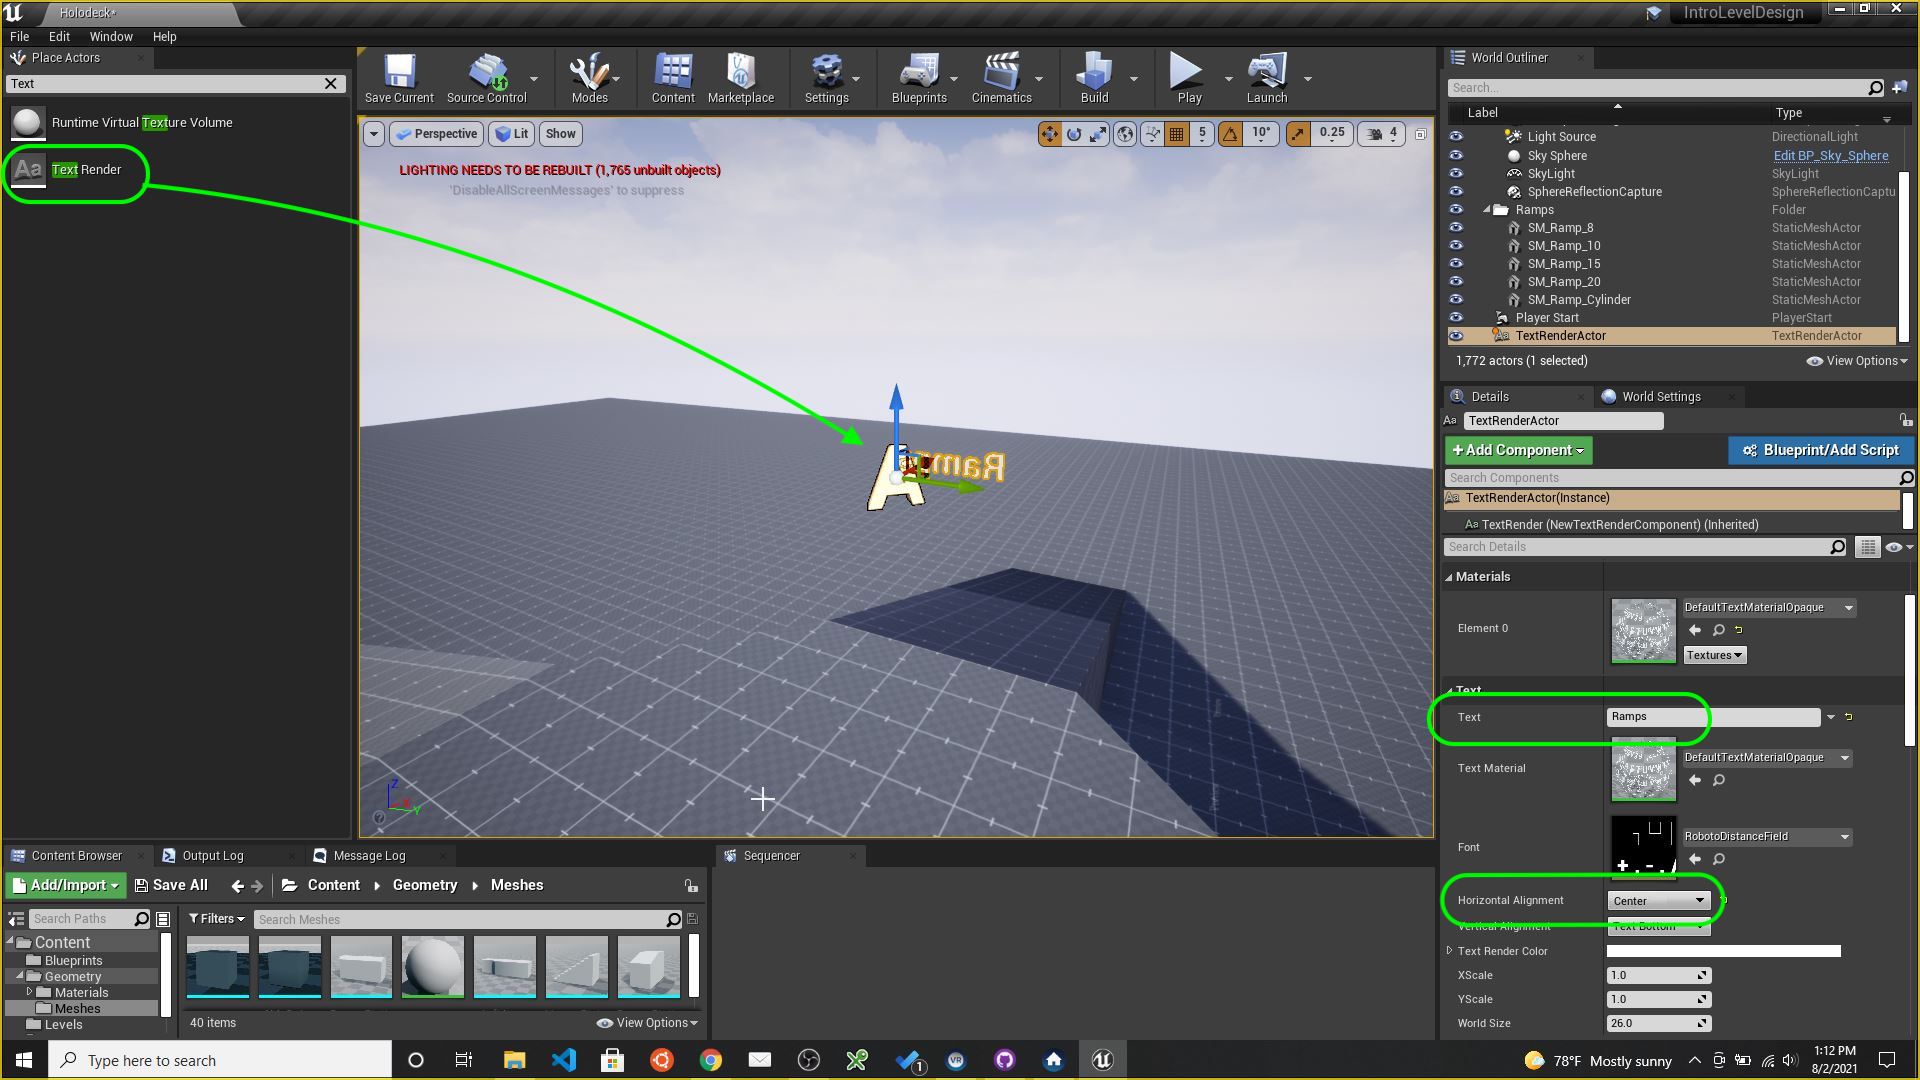 Holodeck*
IntroLevelDesign
File Edit Window Help
Place Actors
Text
Runtime Virtual Texture Volume
Aa Text Render
Save Current
Source Control
Modes
Content
Marketplace
Settings
Blueprints
Cinematics
Build
Play
Launch
Perspective
Lit
Show
5
10°
0.25
4
LIGHTING NEEDS TO BE REBUILT (1,765 unbuilt objects)
'DisableAllScreenMessages' to suppress
Ramps
World Outliner
Search...
Label Type
Light Source DirectionalLight
Sky Sphere Edit BP_Sky_Sphere
SkyLight SkyLight
SphereReflectionCapture SphereReflectionCaptu
Ramps Folder
SM_Ramp_8 StaticMeshActor
SM_Ramp_10 StaticMeshActor
SM_Ramp_15 StaticMeshActor
SM_Ramp_20 StaticMeshActor
SM_Ramp_Cylinder StaticMeshActor
Player Start PlayerStart
TextRenderActor TextRenderActor
1,772 actors (1 selected) View Options
Details
World Settings
Aa TextRenderActor
+ Add Component
Blueprint/Add Script
Search Components
Aa TextRenderActor(Instance)
Aa TextRender (NewTextRenderComponent) (Inherited)
Search Details
Materials
Element 0
DefaultTextMaterialOpaque
Textures
Text
Text Ramps
Text Material
DefaultTextMaterialOpaque
Font
RobotoDistanceField
Horizontal Alignment Center
Vertical Alignment Text Bottom
Text Render Color
XScale 1.0
YScale 1.0
World Size 26.0
Z
X
Y
Content Browser
Output Log
Message Log
Sequencer
Add/Import
Save All
Content
Geometry
Meshes
Search Paths
Filters
Search Meshes
Content
Blueprints
Geometry
Materials
Meshes
Levels
40 items
View Options
Type here to search
1
VR
78°F Mostly sunny
1:12 PM
8/2/2021